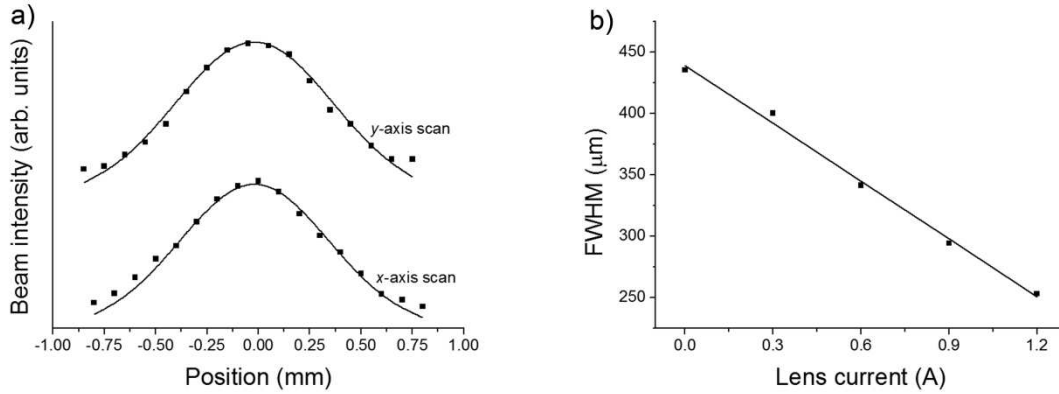 a)
Beam intensity (arb. units)
y-axis scan
x-axis scan
-1.00 -0.75 -0.50 -0.25 0.00 0.25 0.50 0.75 1.00
Position (mm)
b)
FWHM (μm)
450
400
350
300
250
0.0 0.3 0.6 0.9 1.2
Lens current (A)